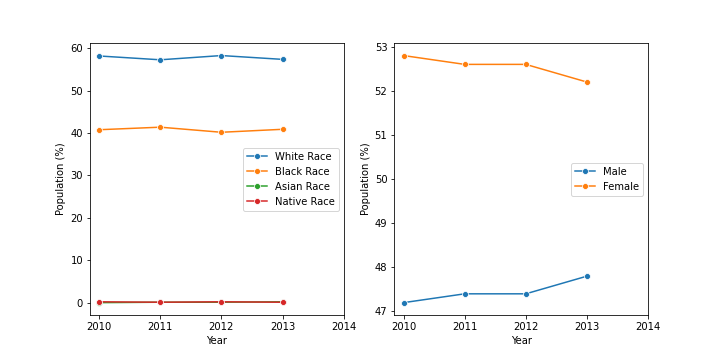 60
50
40
30
20
10
0
Population (%)
2010 2011 2012 2013 2014
Year
White Race
Black Race
Asian Race
Native Race
53
52
51
50
49
48
47
Population (%)
2010 2011 2012 2013 2014
Year
Male
Female